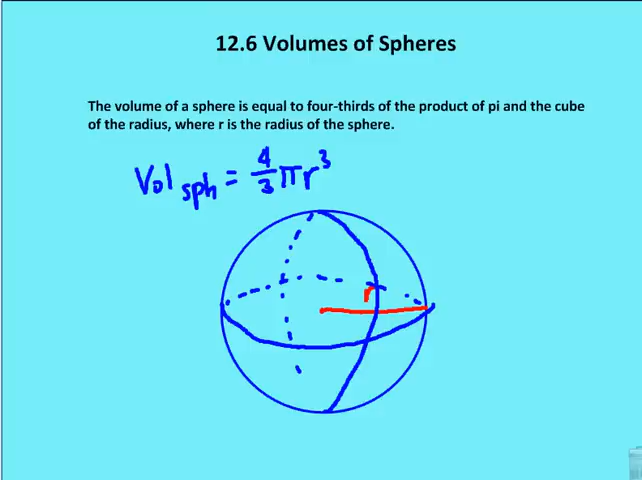 12.6 Volumes of Spheres
The volume of a sphere is equal to four-thirds of the product of pi and the cube
of the radius, where r is the radius of the sphere.
Vol sph = 4/3 πr³
r